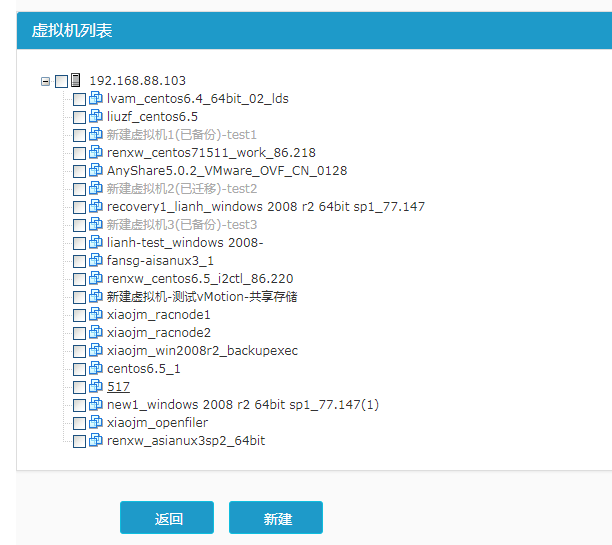 虚拟机列表
192.168.88.103
lvam_centos6.4_64bit_02_lds
liuzf_centos6.5
新建虚拟机1(已备份)-test1
renxw_centos71511_work_86.218
AnyShare5.0.2_VMware_OVF_CN_0128
新建虚拟机2(已迁移)-test2
recovery1_lianh_windows 2008 r2 64bit sp1_77.147
新建虚拟机3(已备份)-test3
lianh-test_windows 2008-
fansg-aisanux3_1
renxw_centos6.5_i2ctl_86.220
新建虚拟机-测试vMotion-共享存储
xiaojm_racnode1
xiaojm_racnode2
xiaojm_win2008r2_backupexec
centos6.5_1
517
new1_windows 2008 r2 64bit sp1_77.147(1)
xiaojm_openfiler
renxw_asianux3sp2_64bit
返回 新建